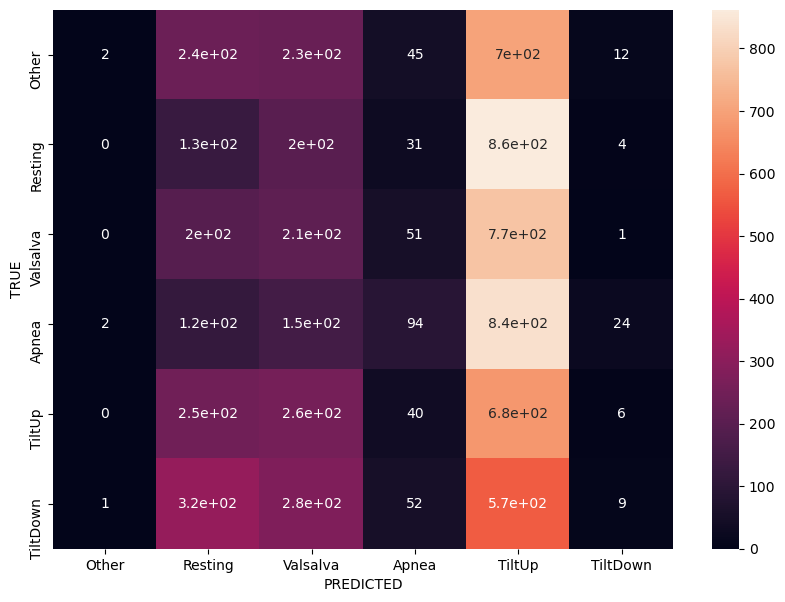 Other 2 2.4e+02 2.3e+02 45 7e+02 12
Resting 0 1.3e+02 2e+02 31 8.6e+02 4
Valsalva 0 2e+02 2.1e+02 51 7.7e+02 1
Apnea 2 1.2e+02 1.5e+02 94 8.4e+02 24
TiltUp 0 2.5e+02 2.6e+02 40 6.8e+02 6
TiltDown 1 3.2e+02 2.8e+02 52 5.7e+02 9
Other Resting Valsalva Apnea TiltUp TiltDown
PREDICTED
TRUE
800
700
600
500
400
300
200
100
0